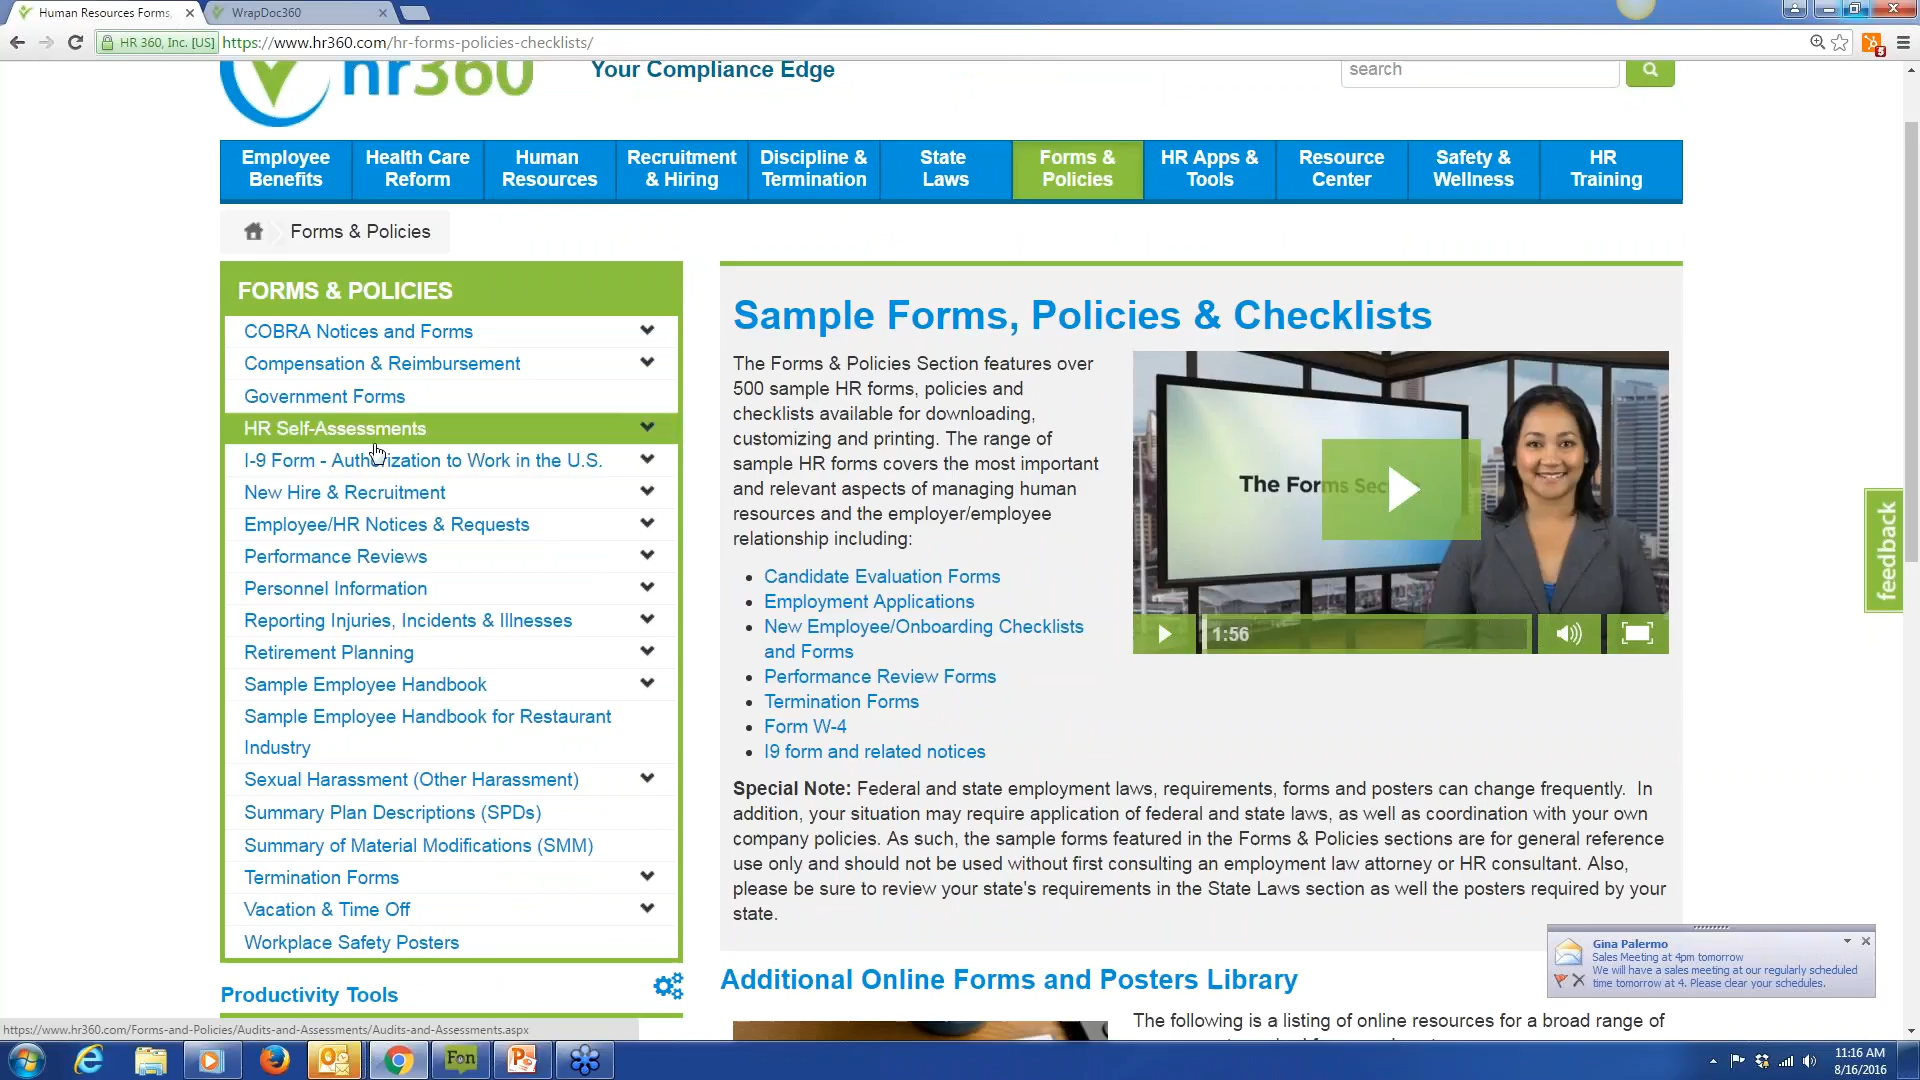 Human Resources Forms,
WrapDoc360
HR 360, Inc. [US]
https://www.hr360.com/hr-forms-policies-checklists/
hr360
Your Compliance Edge
search
Employee Benefits
Health Care Reform
Human Resources
Recruitment & Hiring
Discipline & Termination
State Laws
Forms & Policies
HR Apps & Tools
Resource Center
Safety & Wellness
HR Training
Forms & Policies
FORMS & POLICIES
COBRA Notices and Forms
Compensation & Reimbursement
Government Forms
HR Self-Assessments
I-9 Form - Authorization to Work in the U.S.
New Hire & Recruitment
Employee/HR Notices & Requests
Performance Reviews
Personnel Information
Reporting Injuries, Incidents & Illnesses
Retirement Planning
Sample Employee Handbook
Sample Employee Handbook for Restaurant
Industry
Sexual Harassment (Other Harassment)
Summary Plan Descriptions (SPDs)
Summary of Material Modifications (SMM)
Termination Forms
Vacation & Time Off
Workplace Safety Posters
Productivity Tools
Sample Forms, Policies & Checklists
The Forms & Policies Section features over
500 sample HR forms, policies and
checklists available for downloading,
customizing and printing. The range of
sample HR forms covers the most important
and relevant aspects of managing human
resources and the employer/employee
relationship including:
The Forms Sec
1:56
Candidate Evaluation Forms
Employment Applications
New Employee/Onboarding Checklists
and Forms
Performance Review Forms
Termination Forms
Form W-4
I9 form and related notices
Special Note: Federal and state employment laws, requirements, forms and posters can change frequently. In
addition, your situation may require application of federal and state laws, as well as coordination with your own
company policies. As such, the sample forms featured in the Forms & Policies sections are for general reference
use only and should not be used without first consulting an employment law attorney or HR consultant. Also,
please be sure to review your state's requirements in the State Laws section as well the posters required by your
state.
Additional Online Forms and Posters Library
The following is a listing of online resources for a broad range of
feedback
Gina Palermo
Sales Meeting at 4pm tomorrow
We will have a sales meeting at our regularly scheduled
time tomorrow at 4. Please clear your schedules.
https://www.hr360.com/Forms-and-Policies/Audits-and-Assessments/Audits-and-Assessments.aspx
Fon
11:16 AM
8/16/2016